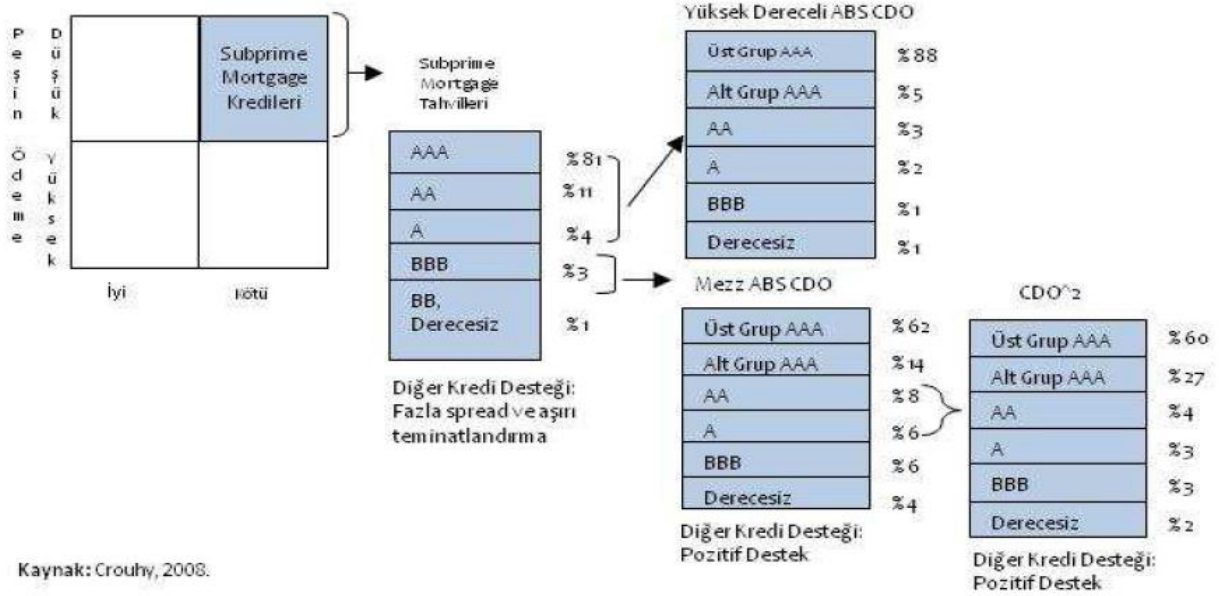 Peşin Ödeme
Düşük
Yüksek
Subprime
Mortgage
Kredileri
İyi
Kötü
Subprime
Mortgage
Tahvilleri
AAA %81
AA %11
A %4
BBB %3
BB,
Derecesiz %1
Diğer Kredi Desteği:
Fazla spread ve aşırı
teminatlandırma
Yüksek Dereceli ABS CDO
Üst Grup AAA %88
Alt Grup AAA %5
AA %3
A %2
BBB %1
Derecesiz %1
Mezz ABS CDO
Üst Grup AAA %62
Alt Grup AAA %14
AA %8
A %6
BBB %6
Derecesiz %4
Diğer Kredi Desteği:
Pozitif Destek
CDO^2
Üst Grup AAA %60
Alt Grup AAA %27
AA %4
A %3
BBB %3
Derecesiz %2
Diğer Kredi Desteği:
Pozitif Destek
Kaynak: Crouhy, 2008.